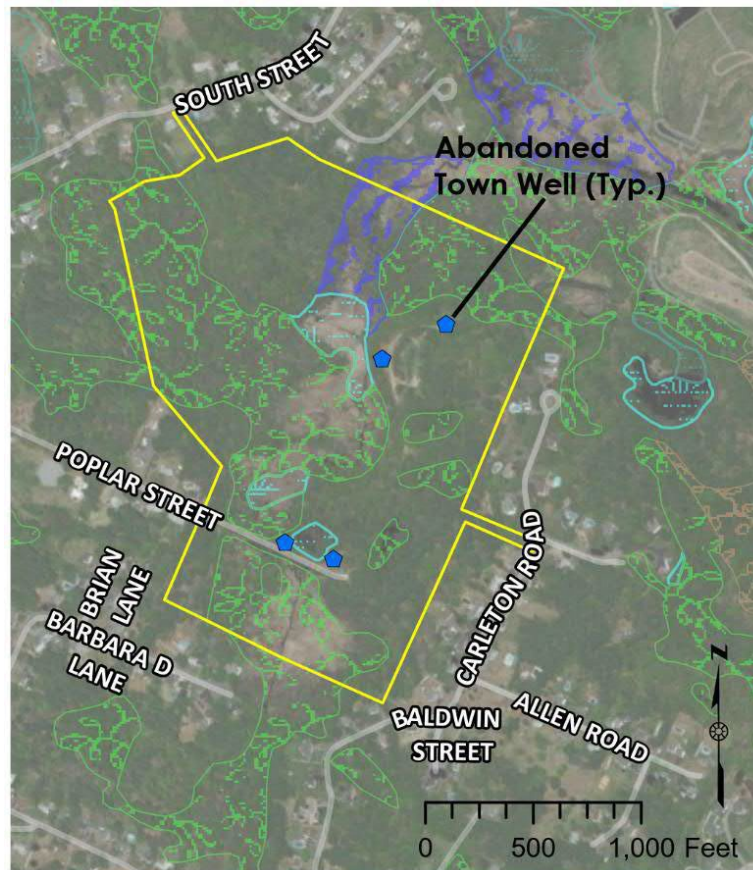 SOUTH STREET
Abandoned
Town Well (Typ.)
POPLAR STREET
BRIAN
LANE
BARBARA D
LANE
CARLETON ROAD
BALDWIN
STREET
ALLEN ROAD
N
0 500 1,000 Feet